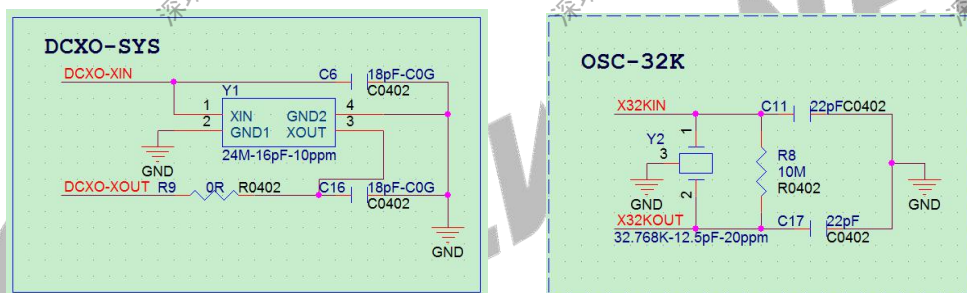 DCXO-SYS
DCXO-XIN
C6
18pF-C0G
C0402
Y1
1
XIN
GND2
4
2
GND1
XOUT
3
24M-16pF-10ppm
GND
DCXO-XOUT
R9
0R
R0402
C16
18pF-C0G
C0402
GND
OSC-32K
X32KIN
C11
22pFC0402
Y2
1
3
GND
2
R8
10M
R0402
GND
X32KOUT
C17
22pF
C0402
32.768K-12.5pF-20ppm